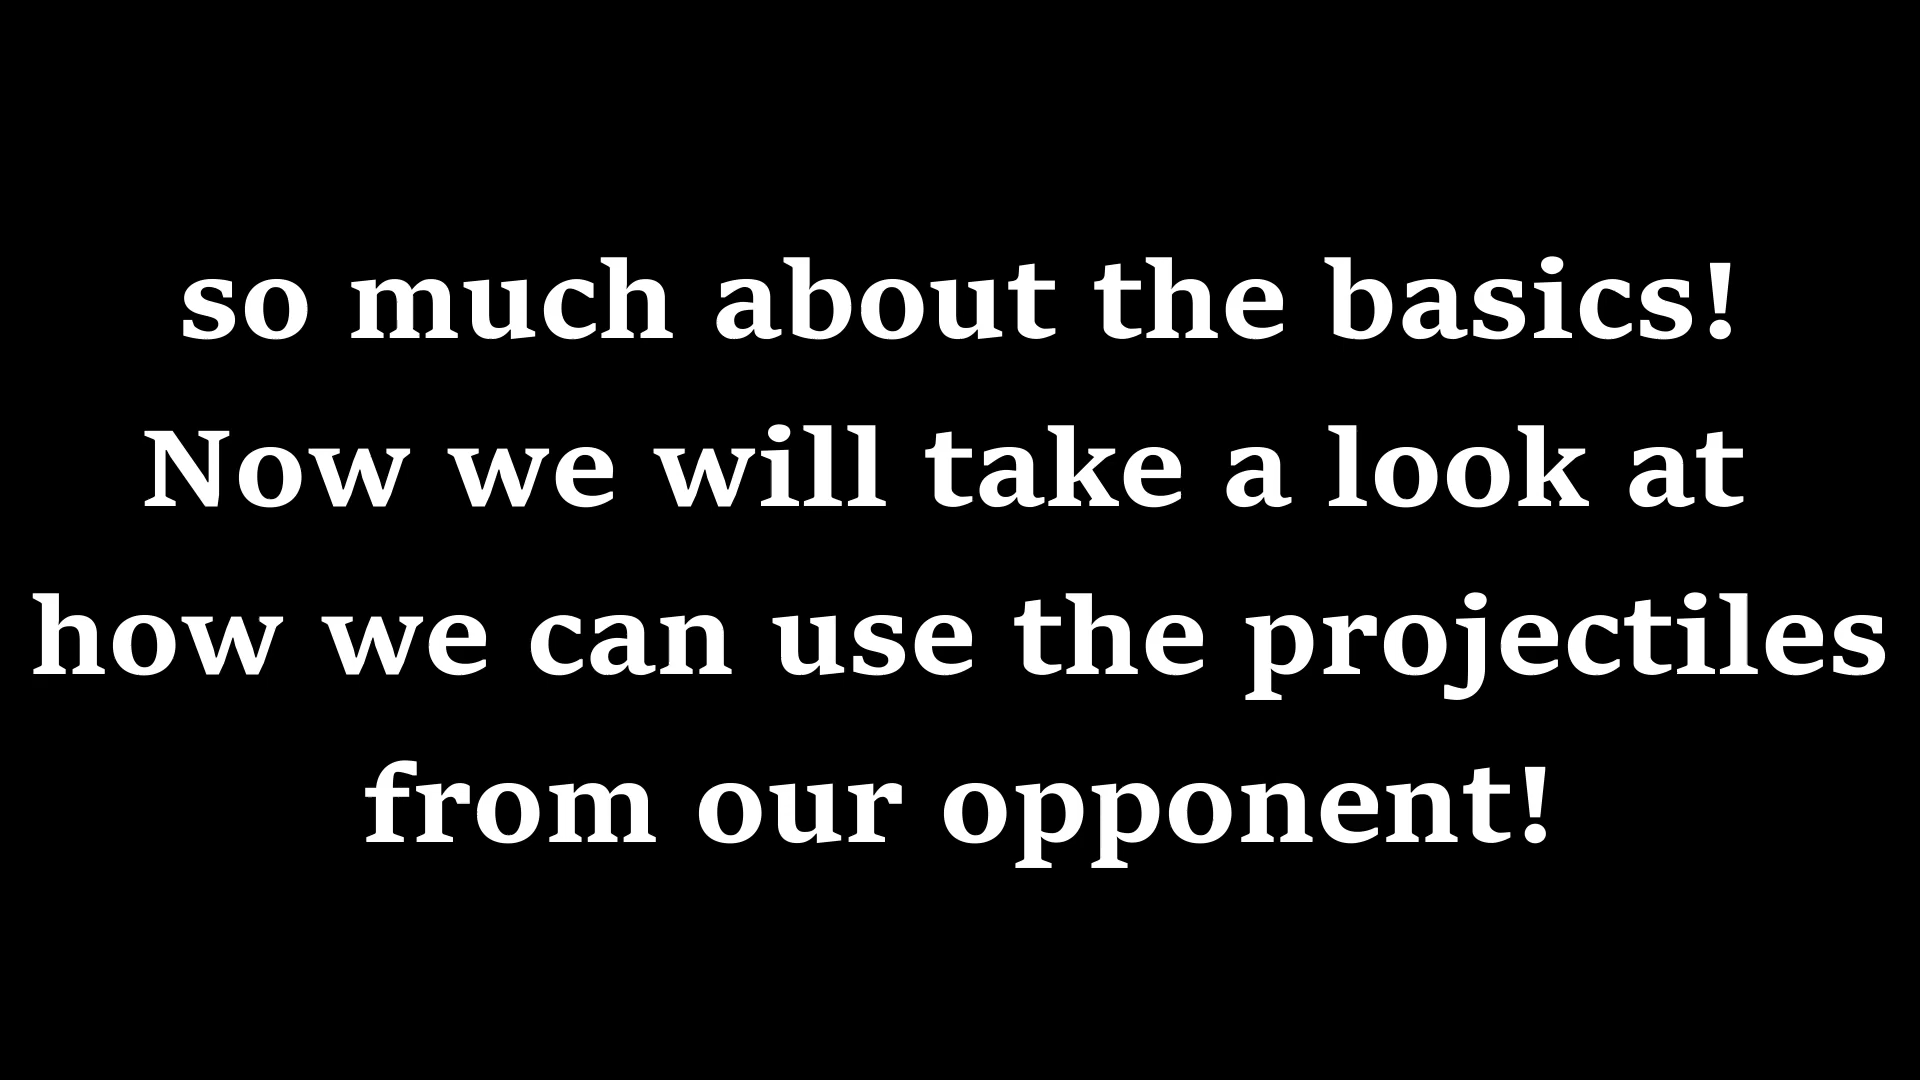 so much about the basics!
Now we will take a look at
how we can use the projectiles
from our opponent!